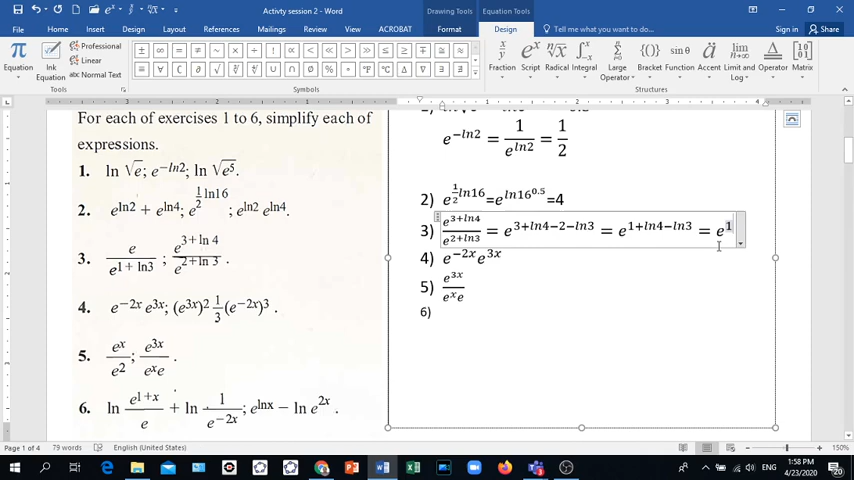 Activty session 2 - Word
Drawing Tools
Equation Tools
Sign in
File
Home
Insert
Draw
Design
Layout
References
Mailings
Review
View
ACROBAT
Format
Design
Tell me what you want to do...
Sign in
Share
Equation
Ink Equation
Professional
Linear
Normal Text
Tools
Symbols
Fraction Script Radical Integral Large Operator Bracket Function Accent Limit and Log Operator Matrix
Structures
For each of exercises 1 to 6, simplify each of
expressions.
1. ln √e; e^{−ln2}; ln √e^5.
2. e^{ln2} + e^{ln4}; e^{1/2 ln16}; e^{ln2} e^{ln4}.
3. e/e^{1+ ln3}; e^{3+ ln 4}/e^{2+ ln 3}.
4. e^{−2x} e^{3x}; (e^{3x})^2 1/3 (e^{−2x})^3.
5. e^x/e^2; e^{3x}/e^x e.
6. ln e^{1+x}/e + ln 1/e^{−2x}; e^{lnx} − ln e^{2x}.
e^{−ln2} = 1/e^{ln2} = 1/2
2) e^{1/2 ln16}=e^{ln16^{0.5}}=4
3) e^{3+ln4}/e^{2+ln3} = e^{3+ln4−2−ln3} = e^{1+ln4−ln3} = e^1
4) e^{−2x}e^{3x}
5) e^{3x}/e^x e
6)
Page 1 of 4
79 words
English (United States)
150%
ENG
1:58 PM
4/23/2020
20